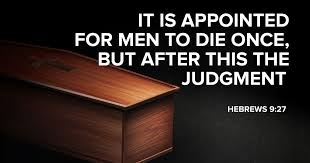 IT IS APPOINTED
FOR MEN TO DIE ONCE,
BUT AFTER THIS THE
JUDGMENT
HEBREWS 9:27